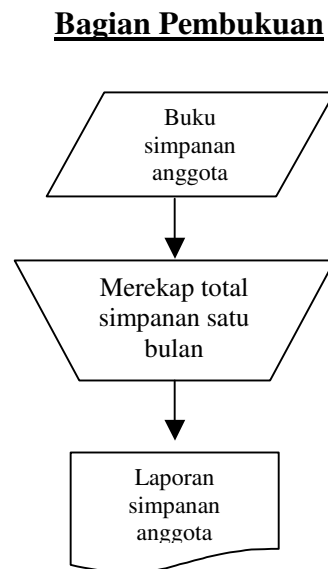 Bagian Pembukuan
Buku
simpanan
anggota
Merekap total
simpanan satu
bulan
Laporan
simpanan
anggota